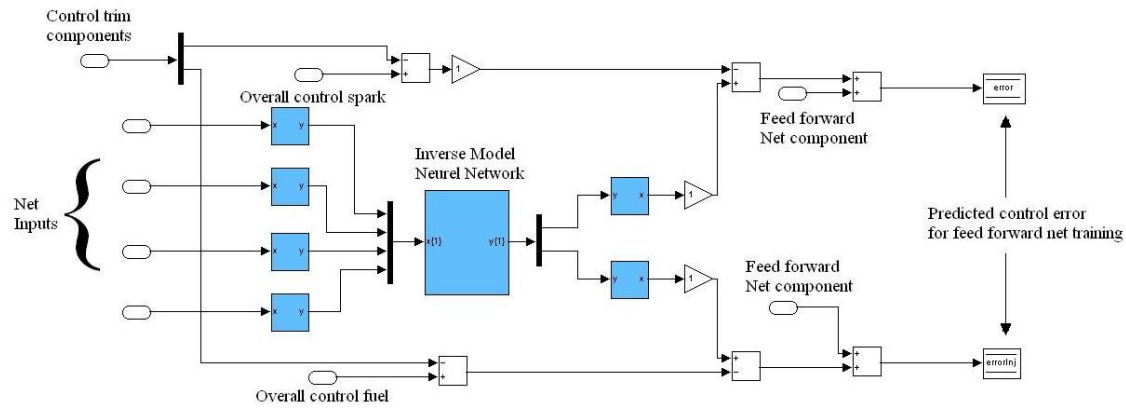 Control trim
components
−
+
1
−
+
+
+
error
Overall control spark
Feed forward
Net component
x y
Inverse Model
Neurel Network
x y
y x
1
Net
Inputs
x{1} y{1}
Predicted control error
for feed forward net training
x y
Feed forward
Net component
y x
1
x y
−
+
+
−
+
+
errorInj
Overall control fuel